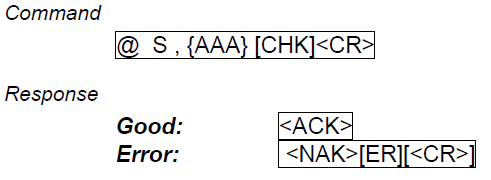 Command
@ S , {AAA} [CHK]<CR>
Response
Good: <ACK>
Error: <NAK>[ER][<CR>]